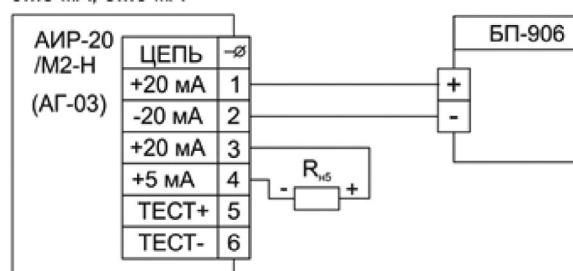 АИР-20
/М2-Н
(АГ-03)
ЦЕПЬ
+20 мА 1
-20 мА 2
+20 мА 3
+5 мА 4
ТЕСТ+ 5
ТЕСТ- 6
- Rн5 +
БП-906
+
-